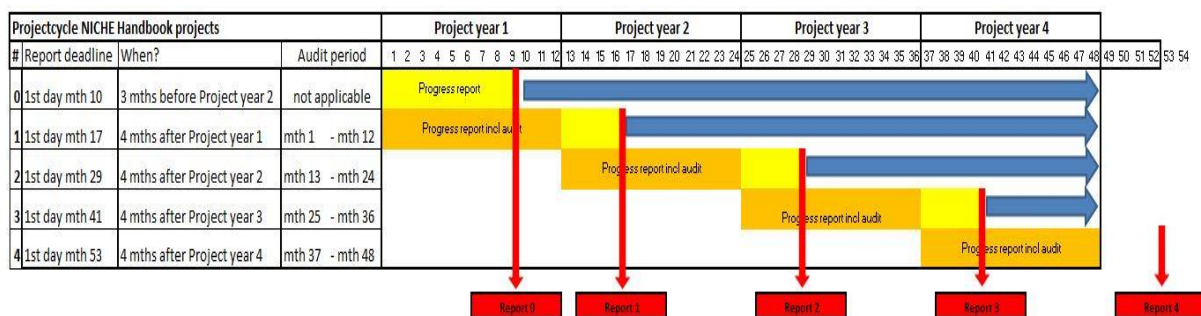 Projectcycle NICHE Handbook projects Project year 1 Project year 2 Project year 3 Project year 4
# Report deadline When? Audit period 1 2 3 4 5 6 7 8 9 10 11 12 13 14 15 16 17 18 19 20 21 22 23 24 25 26 27 28 29 30 31 32 33 34 35 36 37 38 39 40 41 42 43 44 45 46 47 48 49 50 51 52 53 54
0 1st day mth 10 3 mths before Project year 2 not applicable Progress report
1 1st day mth 17 4 mths after Project year 1 mth 1 - mth 12 Progress report incl audit
2 1st day mth 29 4 mths after Project year 2 mth 13 - mth 24 Progress report incl audit
3 1st day mth 41 4 mths after Project year 3 mth 25 - mth 36 Progress report incl audit
4 1st day mth 53 4 mths after Project year 4 mth 37 - mth 48 Progress report incl audit
Report 0 Report 1 Report 2 Report 3 Report 4